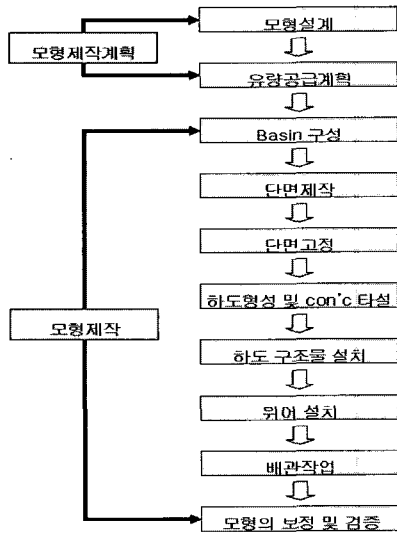 모형설계
모형제작계획
유량공급계획
Basin 구성
단면제작
단면고정
하도형성 및 con'c 타설
모형제작
하도 구조물 설치
위어 설치
배관작업
모형의 보정 및 검증